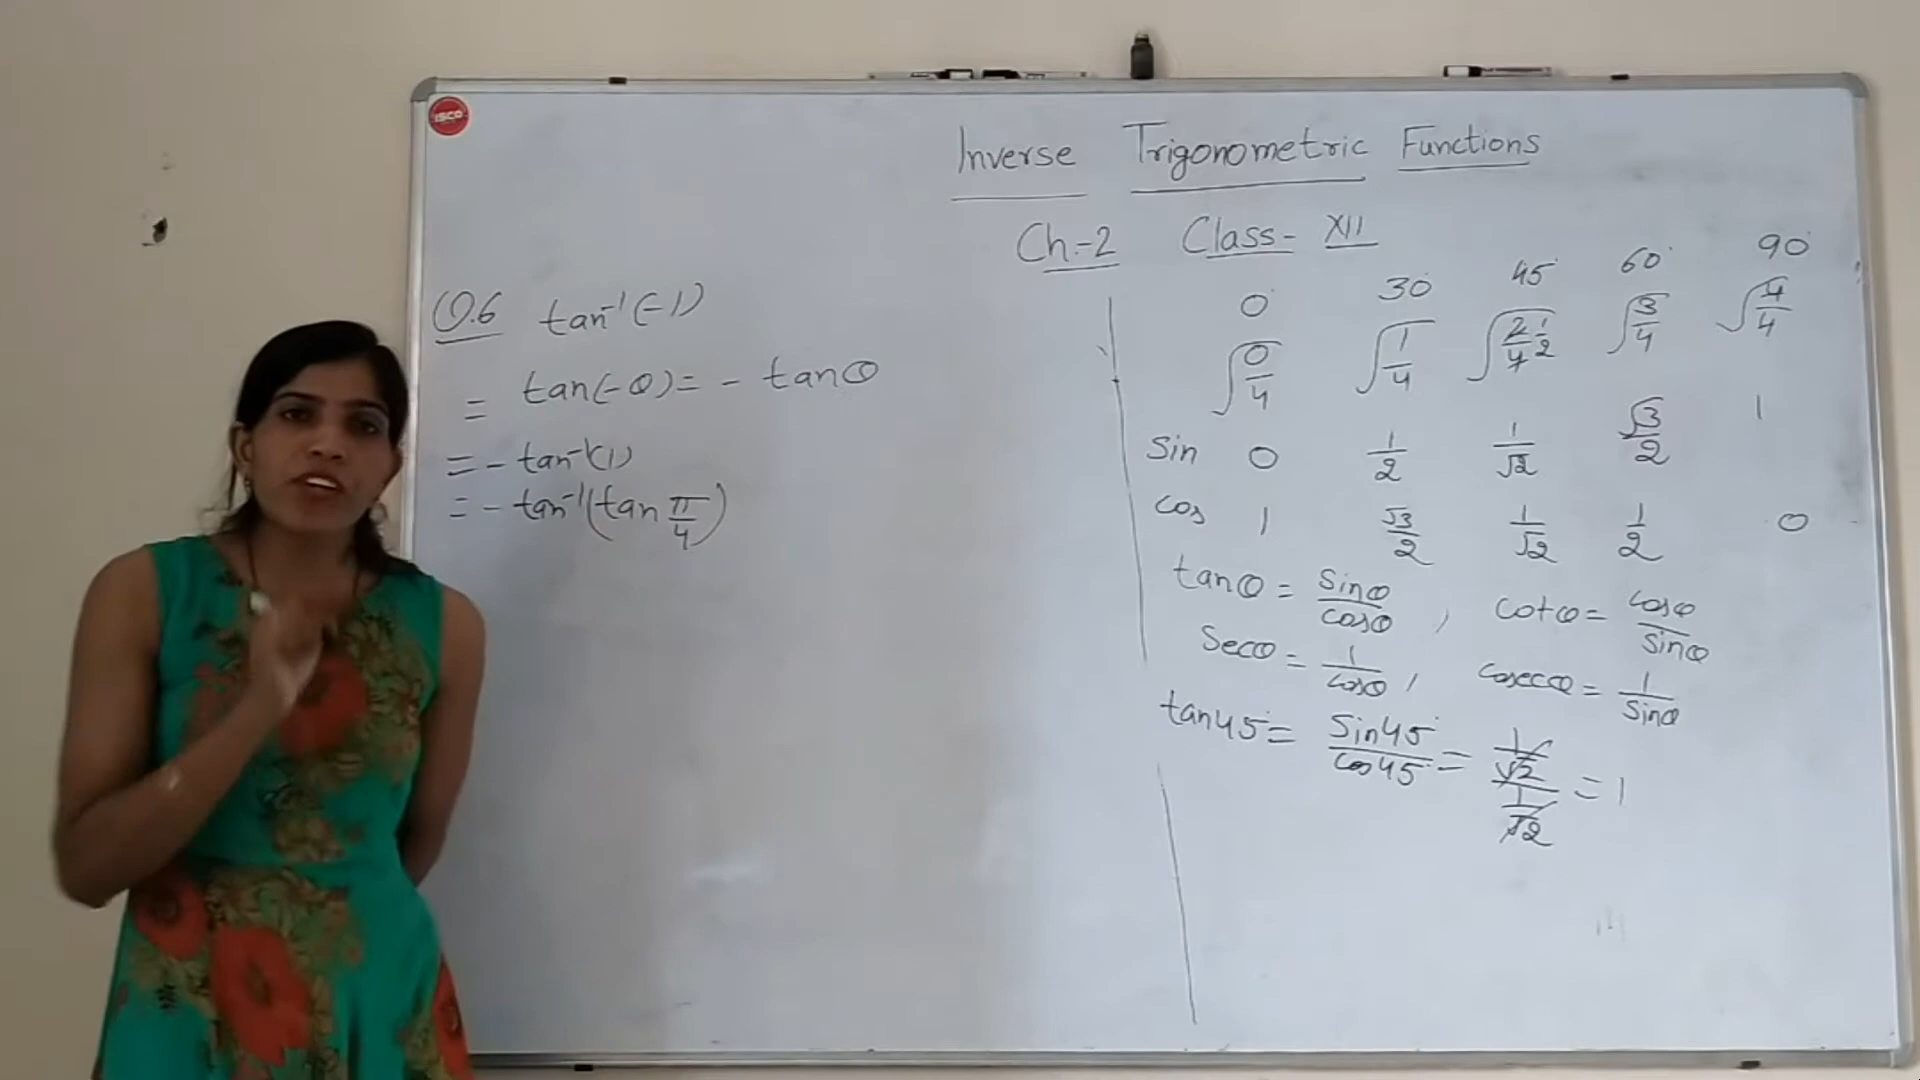 ISCO
Inverse Trigonometric Functions
Ch.-2 Class- XII
Q.6 tan⁻¹(-1)
= tan(-θ) = - tanθ
= - tan⁻¹(1)
= - tan⁻¹(tan π/4)
0° 30° 45° 60° 90°
√(0/4) √(1/4) √(2/4) 1/2 √(3/4) √(4/4)
Sin 0 1/2 1/√2 √3/2 1
cos 1 √3/2 1/√2 1/2 0
tanθ = sinθ/cosθ , cotθ = cosθ/sinθ
Secθ = 1/cosθ , cosecθ = 1/sinθ
tan45° = Sin45°/cos45° = (1/√2)/(1/√2) = 1